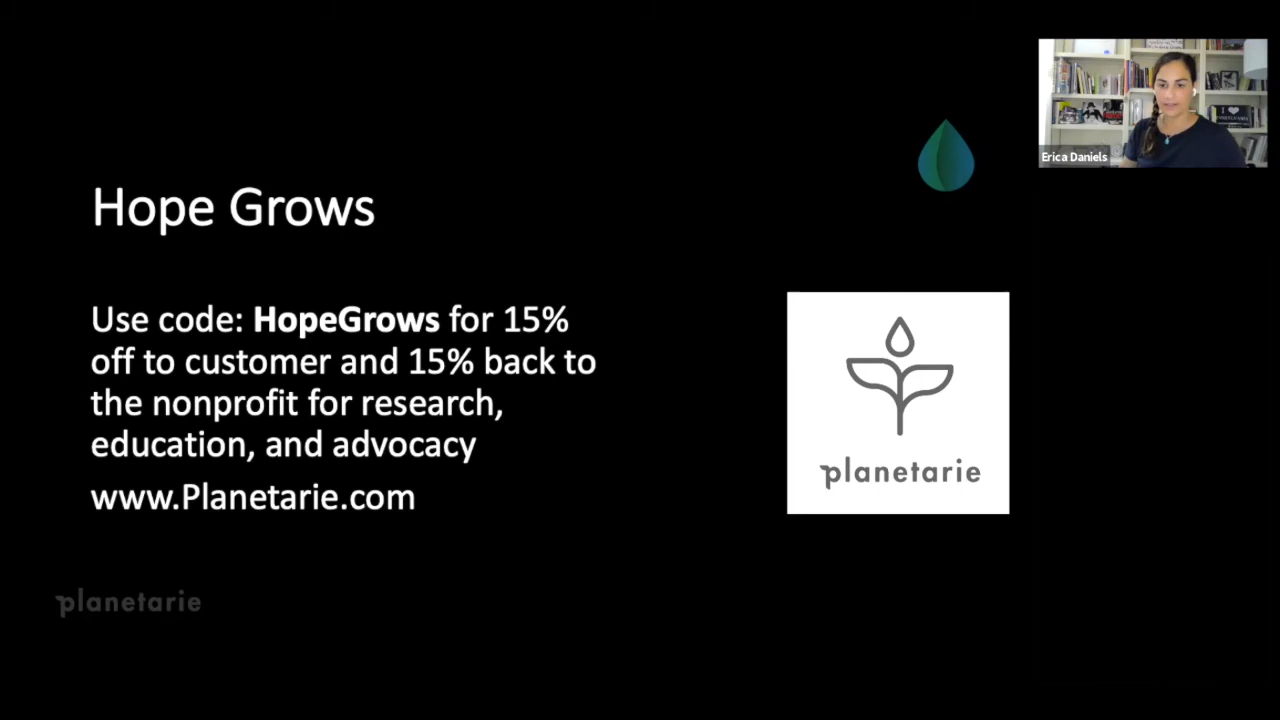 Hope Grows
Use code: HopeGrows for 15%
off to customer and 15% back to
the nonprofit for research,
education, and advocacy
www.Planetarie.com
planetarie
planetarie
Erica Daniels